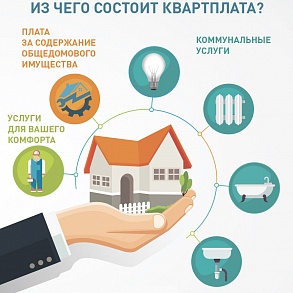 ИЗ ЧЕГО СОСТОИТ КВАРТПЛАТА?
ПЛАТА
ЗА СОДЕРЖАНИЕ
ОБЩЕДОМОВОГО
ИМУЩЕСТВА
КОММУНАЛЬНЫЕ
УСЛУГИ
УСЛУГИ
ДЛЯ ВАШЕГО
КОМФОРТА